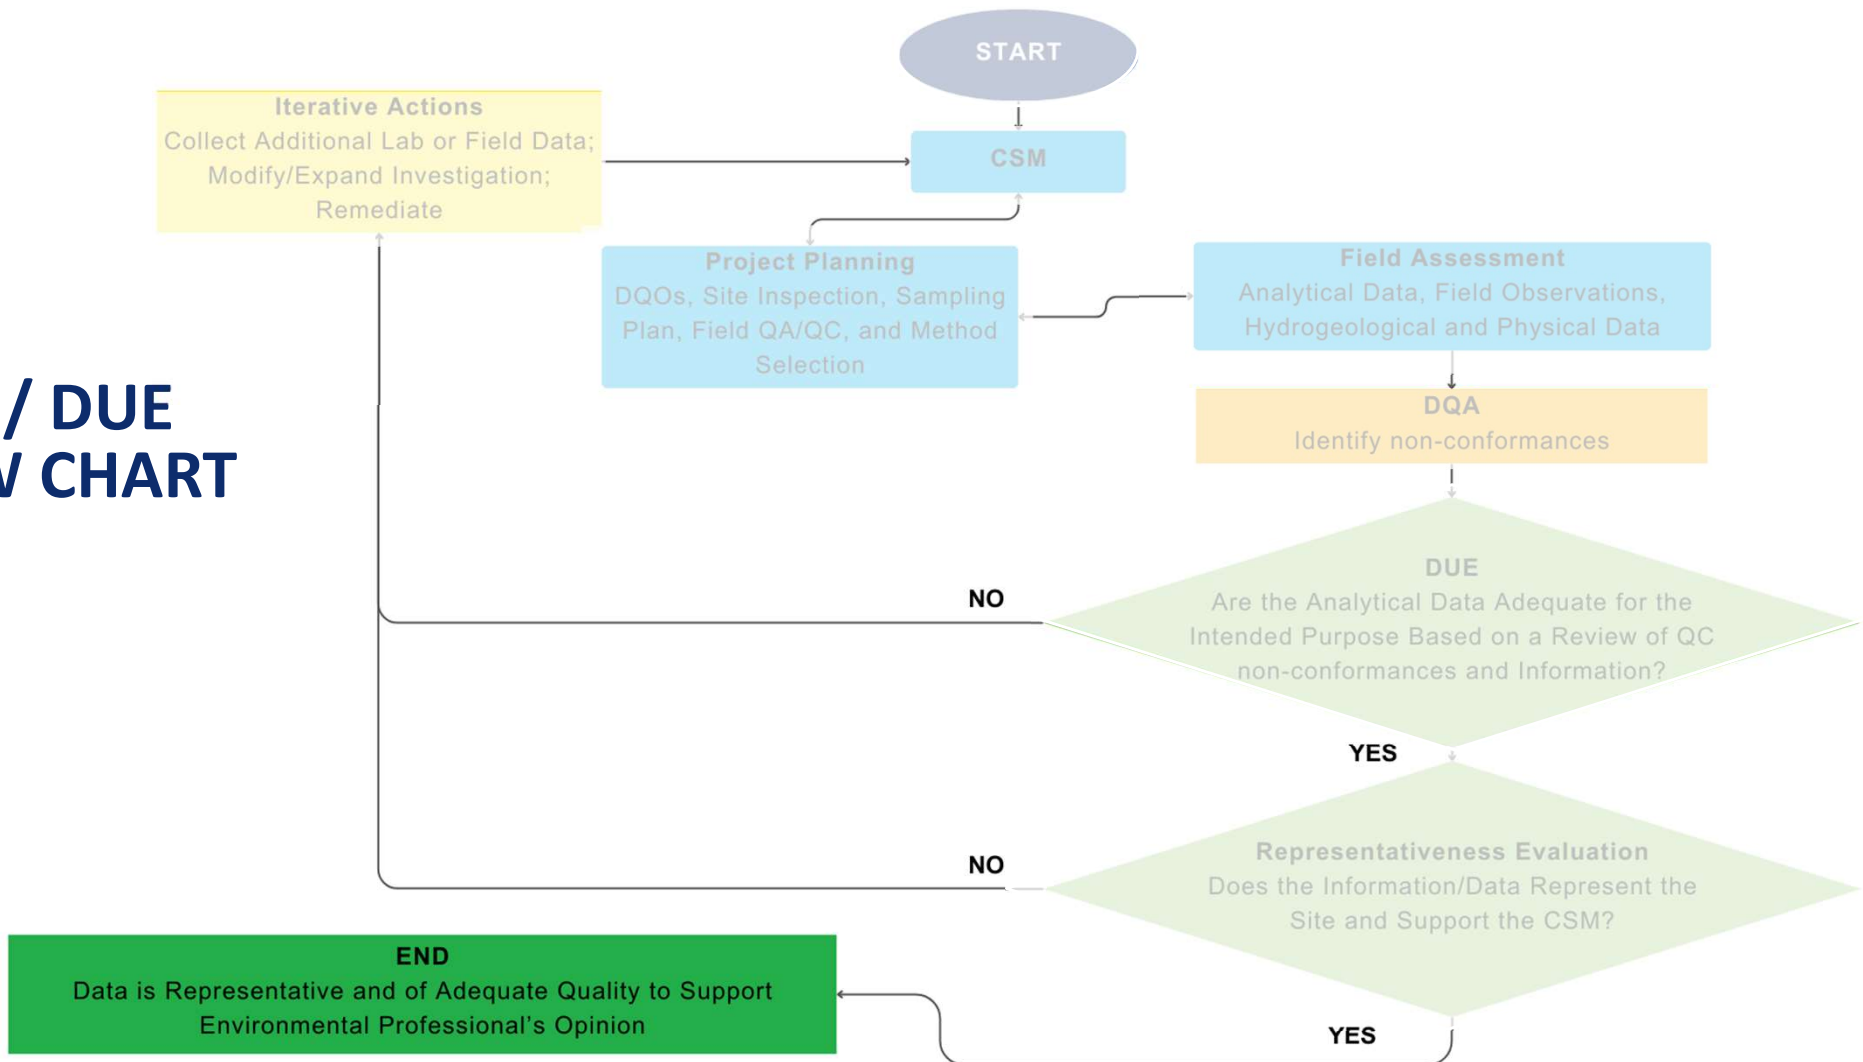 START
Iterative Actions
Collect Additional Lab or Field Data;
Modify/Expand Investigation;
Remediate
CSM
Project Planning
DQOs, Site Inspection, Sampling
Plan, Field QA/QC, and Method
Selection
Field Assessment
Analytical Data, Field Observations,
Hydrogeological and Physical Data
/ DUE
CHART
DQA
Identify non-conformances
DUE
Are the Analytical Data Adequate for the
Intended Purpose Based on a Review of QC
non-conformances and Information?
NO
YES
Representativeness Evaluation
Does the Information/Data Represent the
Site and Support the CSM?
NO
YES
END
Data is Representative and of Adequate Quality to Support
Environmental Professional's Opinion